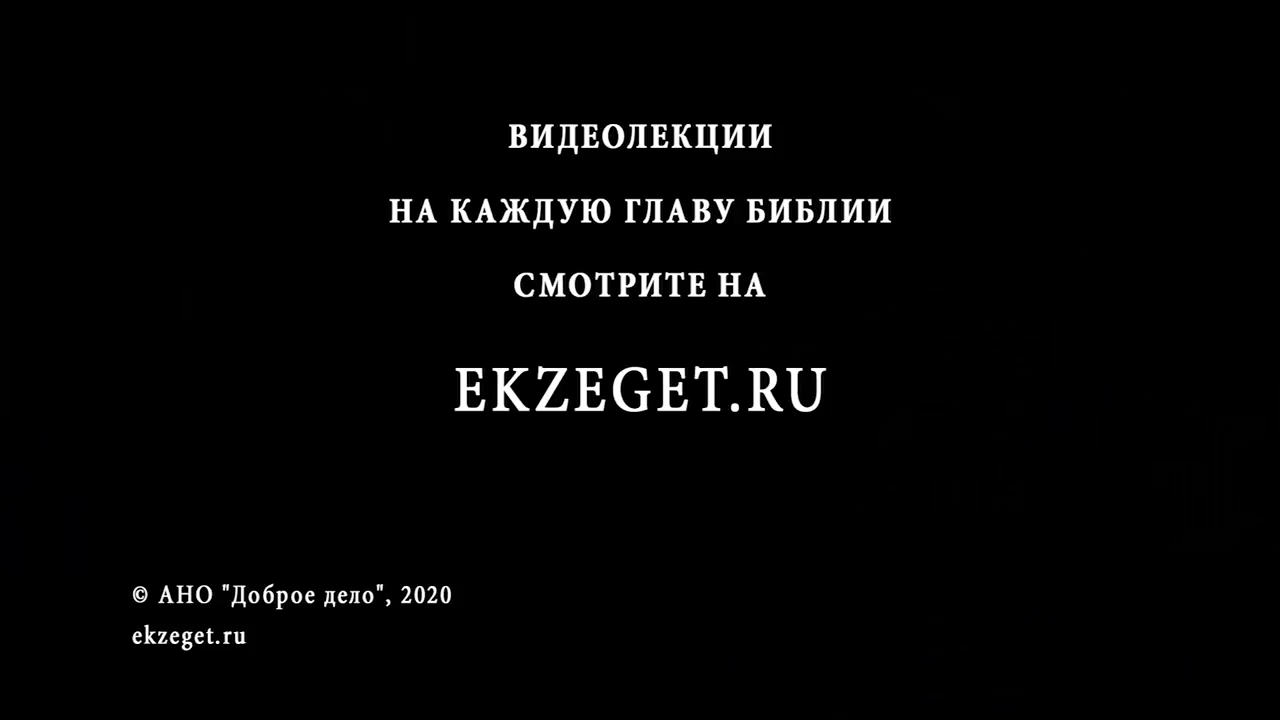 ВИДЕОЛЕКЦИИ
НА КАЖДУЮ ГЛАВУ БИБЛИИ
СМОТРИТЕ НА
EKZEGET.RU
© АНО "Доброе дело", 2020
ekzeget.ru